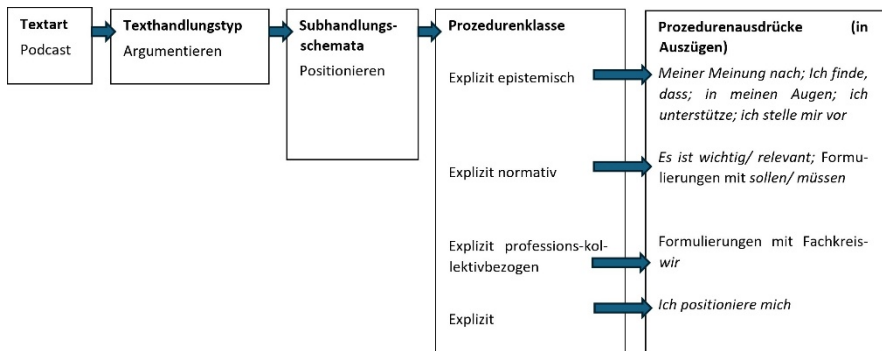 Textart
Podcast
Texthandlungstyp
Argumentieren
Subhandlungs-
schemata
Positionieren
Prozedurenklasse
Explizit epistemisch
Explizit normativ
Explizit professions-kol-
lektivbezogen
Explizit
Prozedurenausdrücke (in
Auszügen)
Meiner Meinung nach; Ich finde,
dass; in meinen Augen; ich
unterstütze; ich stelle mir vor
Es ist wichtig/ relevant; Formu-
lierungen mit sollen/ müssen
Formulierungen mit Fachkreis-
wir
Ich positioniere mich